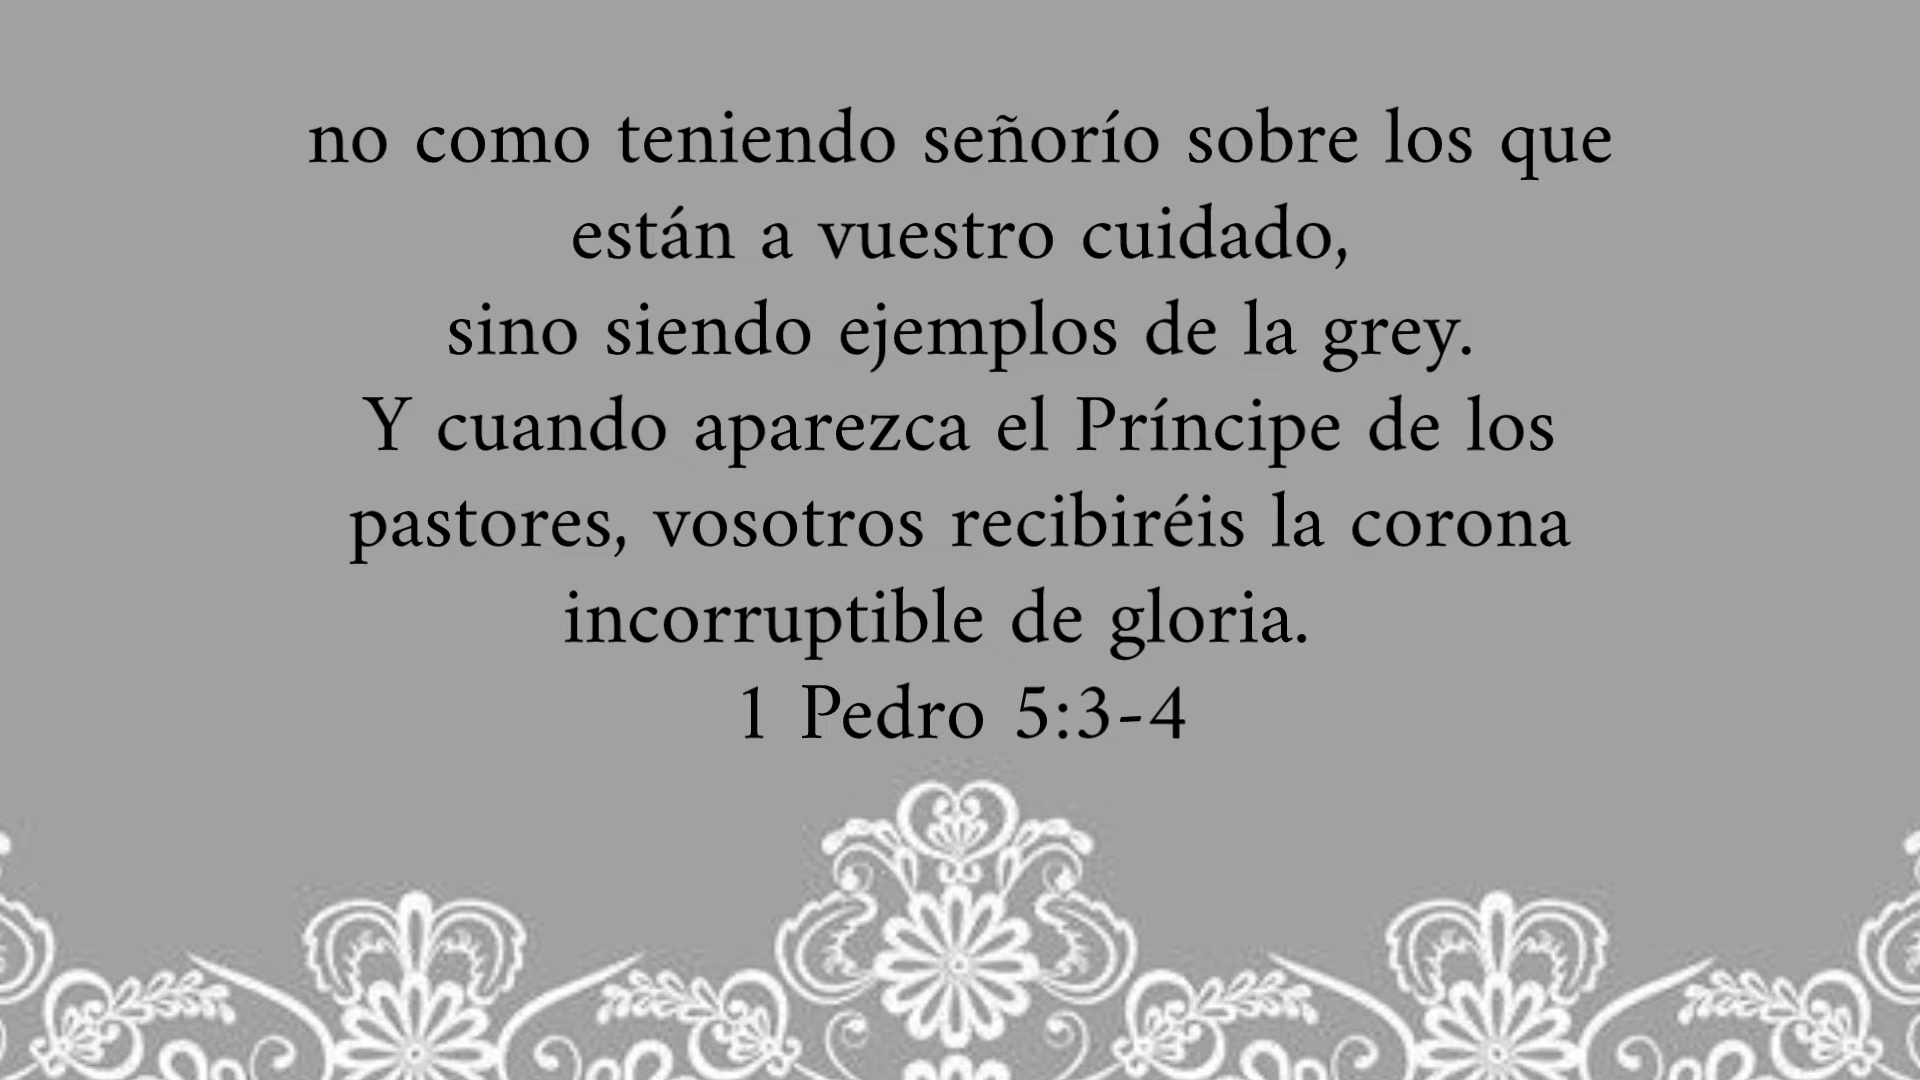 no como teniendo señorío sobre los que
están a vuestro cuidado,
sino siendo ejemplos de la grey.
Y cuando aparezca el Príncipe de los
pastores, vosotros recibiréis la corona
incorruptible de gloria.
1 Pedro 5:3-4